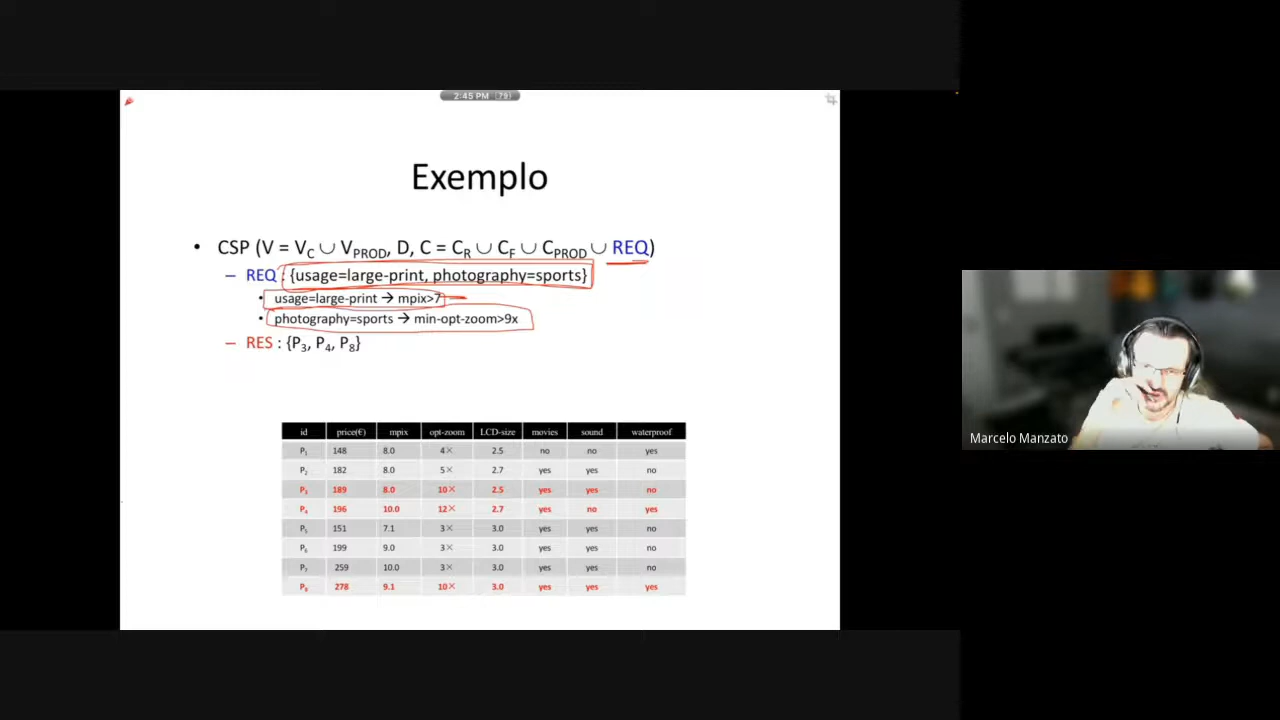 2:45 PM (79)
Exemplo
• CSP (V = V_C ∪ V_PROD, D, C = C_R ∪ C_F ∪ C_PROD ∪ REQ)
– REQ : {usage=large-print, photography=sports}
• usage=large-print → mpix>7
• photography=sports → min-opt-zoom>9x
– RES : {P3, P4, P8}
id price(€) mpix opt-zoom LCD-size movies sound waterproof
P1 148 8.0 4× 2.5 no no yes
P2 182 8.0 5× 2.7 yes yes no
P3 189 8.0 10× 2.5 yes yes no
P4 196 10.0 12× 2.7 yes no yes
P5 151 7.1 3× 3.0 yes yes no
P6 199 9.0 3× 3.0 yes yes no
P7 259 10.0 3× 3.0 yes yes no
P8 278 9.1 10× 3.0 yes yes yes
Marcelo Manzato